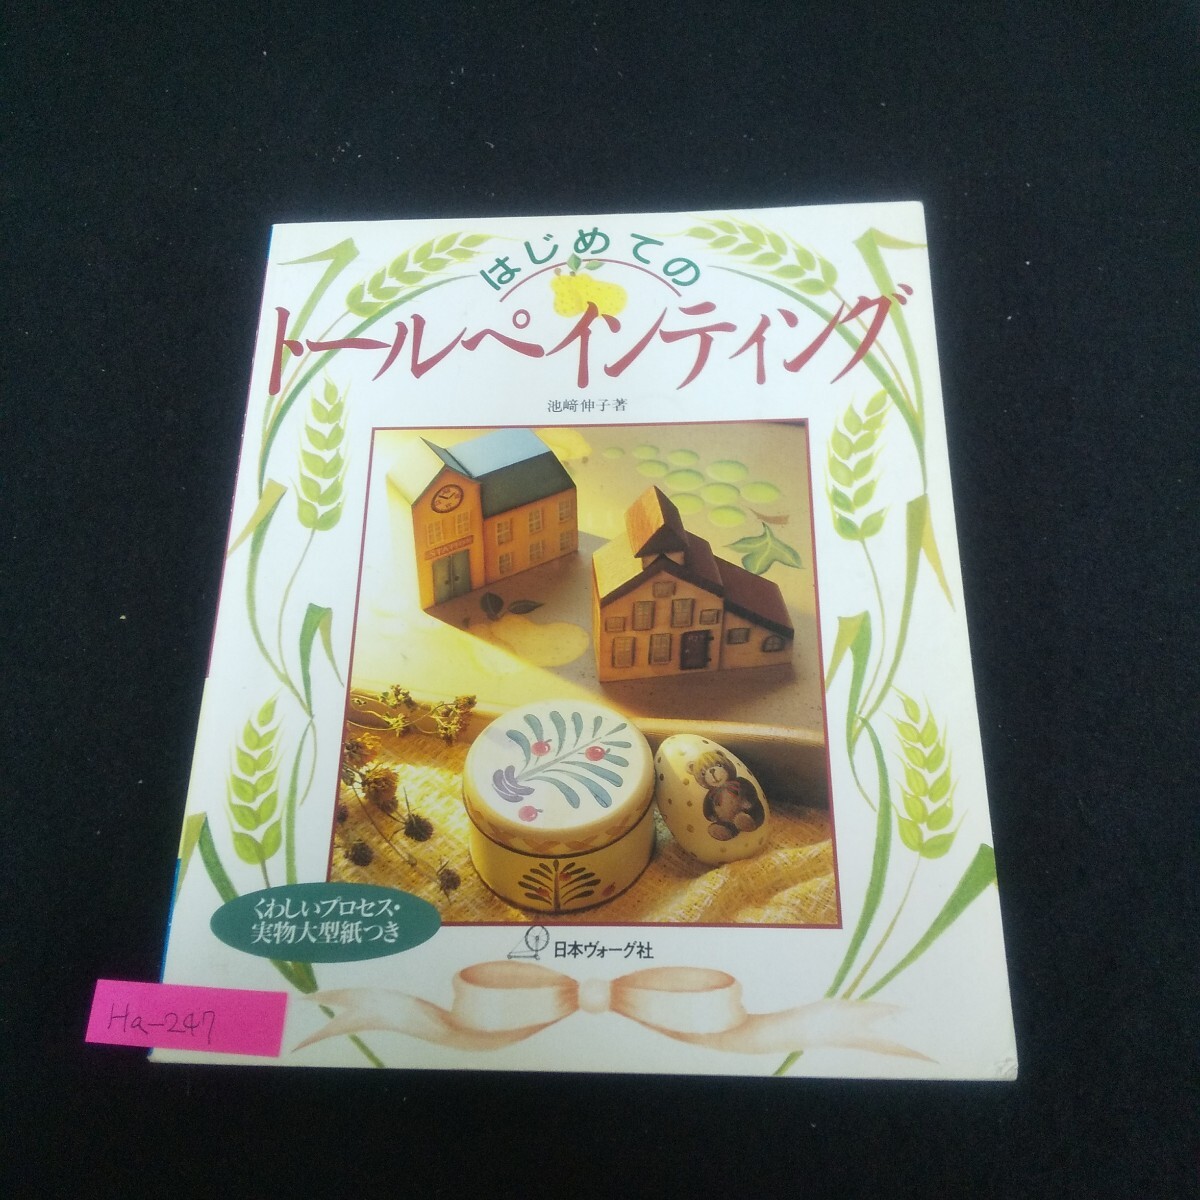 はじめての
トールペインティング
池﨑伸子著
STATION
くわしいプロセス・
実物大型紙つき
日本ヴォーグ社
Ha-247